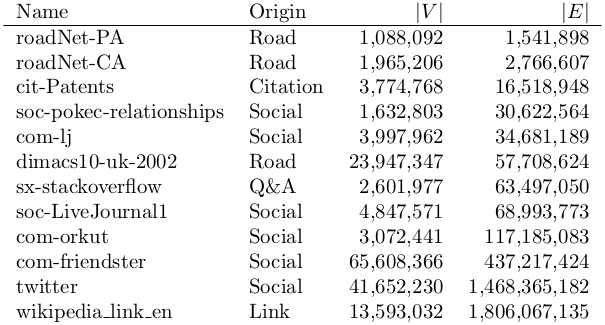 Name Origin |V| |E|
roadNet-PA Road 1,088,092 1,541,898
roadNet-CA Road 1,965,206 2,766,607
cit-Patents Citation 3,774,768 16,518,948
soc-pokec-relationships Social 1,632,803 30,622,564
com-lj Social 3,997,962 34,681,189
dimacs10-uk-2002 Road 23,947,347 57,708,624
sx-stackoverflow Q&A 2,601,977 63,497,050
soc-LiveJournal1 Social 4,847,571 68,993,773
com-orkut Social 3,072,441 117,185,083
com-friendster Social 65,608,366 437,217,424
twitter Social 41,652,230 1,468,365,182
wikipedia_link_en Link 13,593,032 1,806,067,135